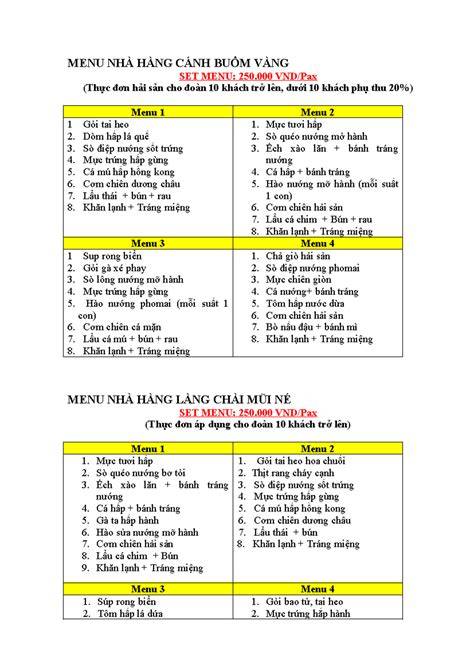 MENU NHÀ HÀNG CÁNH BUỒM VÀNG
SET MENU: 250.000 VND/Pax
(Thực đơn hải sản cho đoàn 10 khách trở lên, dưới 10 khách phụ thu 20%)
Menu 1
1 Gỏi tai heo
2. Dòm hấp lá quế
3. Sò điệp nướng sốt trứng
4. Mực trứng hấp gừng
5. Cá mú hấp hồng kong
6. Cơm chiên dương châu
7. Lẩu thái + bún + rau
8. Khăn lạnh + Tráng miệng
Menu 2
1. Mực tươi hấp
2. Sò quéo nướng mở hành
3. Ếch xào lăn + bánh tráng
nướng
4. Cá hấp + bánh tráng
5. Hào nướng mỡ hành (mỗi suất
1 con)
6. Cơm chiên hải sản
7. Lẩu cá chim + Bún + rau
8. Khăn lạnh + Tráng miệng
Menu 3
1 Sup rong biển
2. Gỏi gà xé phay
3. Sò lông nướng mỡ hành
4. Mực trứng hấp gừng
5. Hào nướng phomai (mỗi suất 1
con)
6. Cơm chiên cá mặn
7. Lẩu cá mú + bún + rau
8. Khăn lạnh + Tráng miệng
Menu 4
1. Chả giò hải sản
2. Sò điệp nướng phomai
3. Mực chiên giòn
4. Cá nướng+ bánh tráng
5. Tôm hấp nước dừa
6. Cơm chiên hải sản
7. Bò nấu đậu + bánh mì
8. Khăn lạnh + Tráng miệng
MENU NHÀ HÀNG LÀNG CHÀI MŨI NÉ
SET MENU: 250.000 VND/Pax
(Thực đơn áp dụng cho đoàn 10 khách trở lên)
Menu 1
1. Mực tươi hấp
2. Sò quéo nướng bơ tỏi
3. Ếch xào lăn + bánh tráng
nướng
4. Cá hấp + bánh tráng
5. Gà ta hấp hành
6. Hào sữa nướng mỡ hành
7. Cơm chiên hải sản
8. Lẩu cá chim + Bún
9. Khăn lạnh + Tráng miệng
Menu 2
1. Gỏi tai heo hoa chuối
2. Thịt rang cháy cạnh
3. Sò điệp nướng sốt trứng
4. Mực trứng hấp gừng
5. Cá mú hấp hồng kong
6. Cơm chiên dương châu
7. Lẩu thái + bún
8. Khăn lạnh + Tráng miệng
Menu 3
1. Súp rong biển
2. Tôm hấp lá dứa
Menu 4
1. Gỏi bao tử, tai heo
2. Mực trứng hấp hành